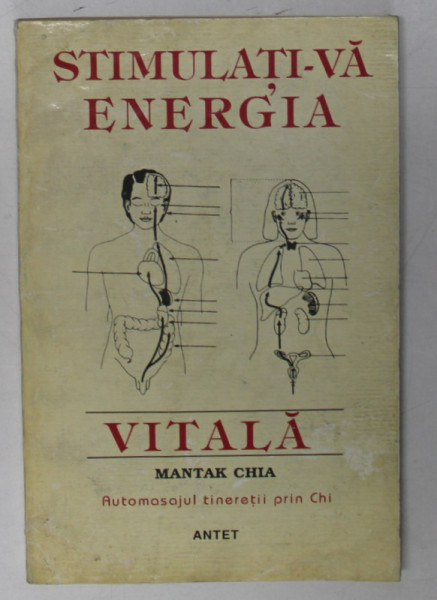 STIMULAȚI-VĂ
ENERGIA
VITALĂ
MANTAK CHIA
Automasajul tinereții prin Chi
ANTET